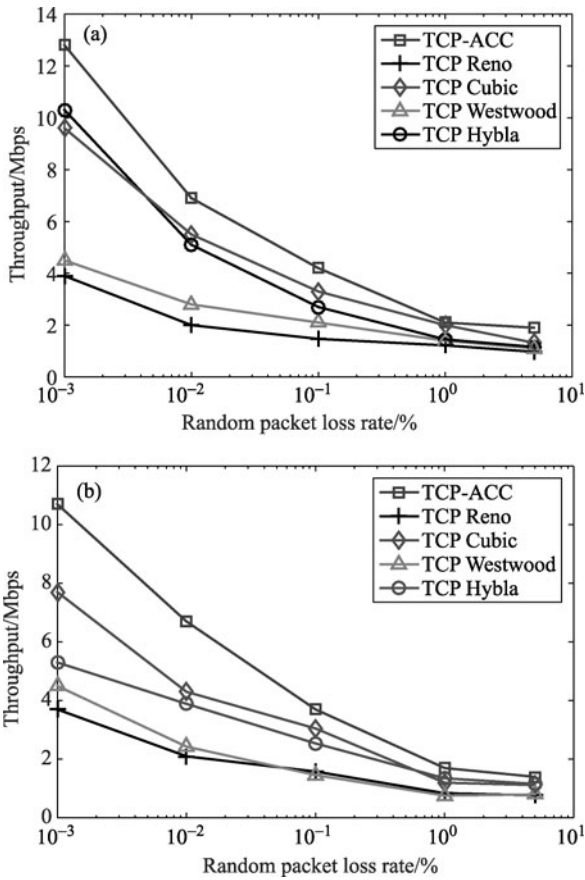 (a)
TCP-ACC
TCP Reno
TCP Cubic
TCP Westwood
TCP Hybla
14
12
10
8
6
4
2
0
Throughput/Mbps
10⁻³ 10⁻² 10⁻¹ 10⁰ 10¹
Random packet loss rate/%
(b)
TCP-ACC
TCP Reno
TCP Cubic
TCP Westwood
TCP Hybla
12
10
8
6
4
2
0
Throughput/Mbps
10⁻³ 10⁻² 10⁻¹ 10⁰ 10¹
Random packet loss rate/%